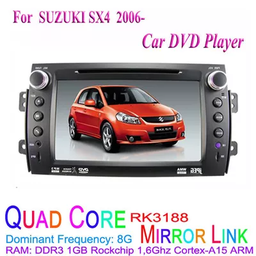 For SUZUKI SX4 2006-
Car DVD Player
QUAD CORE RK3188
Dominant Frequency: 8G MIRROR LINK
RAM: DDR3 1GB Rockchip 1,6Ghz Cortex-A15 ARM